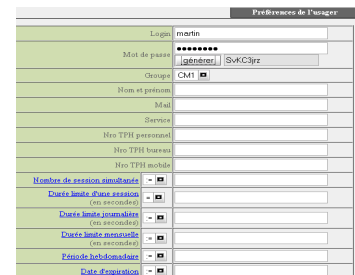 Préférences de l'usager
Login martin
Mot de passe ●●●●●●●●
générer SvKC3jrz
Groupe CM1
Nom et prénom
Mail
Service
Nro TPH personnel
Nro TPH bureau
Nro TPH mobile
Nombre de session simultanée :=
Durée limite d'une session
(en secondes) =
Durée limite journalière
(en secondes) :=
Durée limite mensuelle
(en secondes) :=
Période hebdomadaire :=
Date d'expiration :=